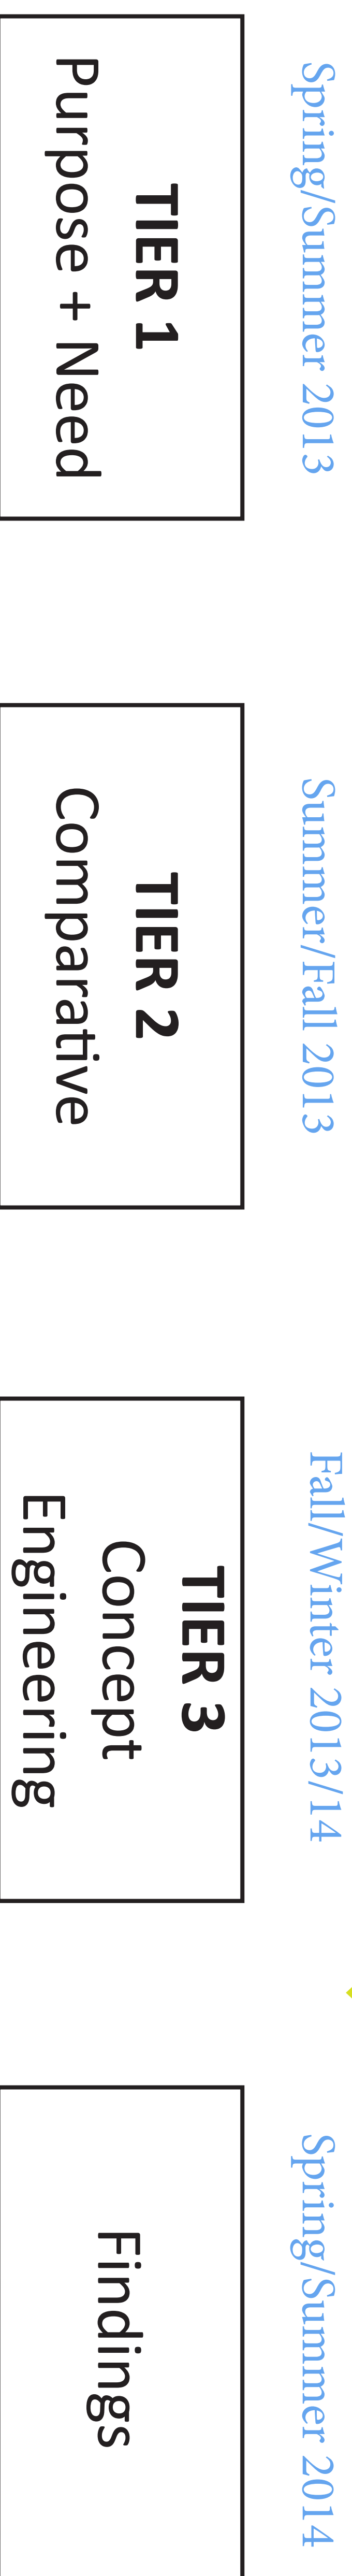 Spring/Summer 2013
TIER 1
Purpose + Need
Summer/Fall 2013
TIER 2
Comparative
Fall/Winter 2013/14
TIER 3
Concept
Engineering
Spring/Summer 2014
Findings